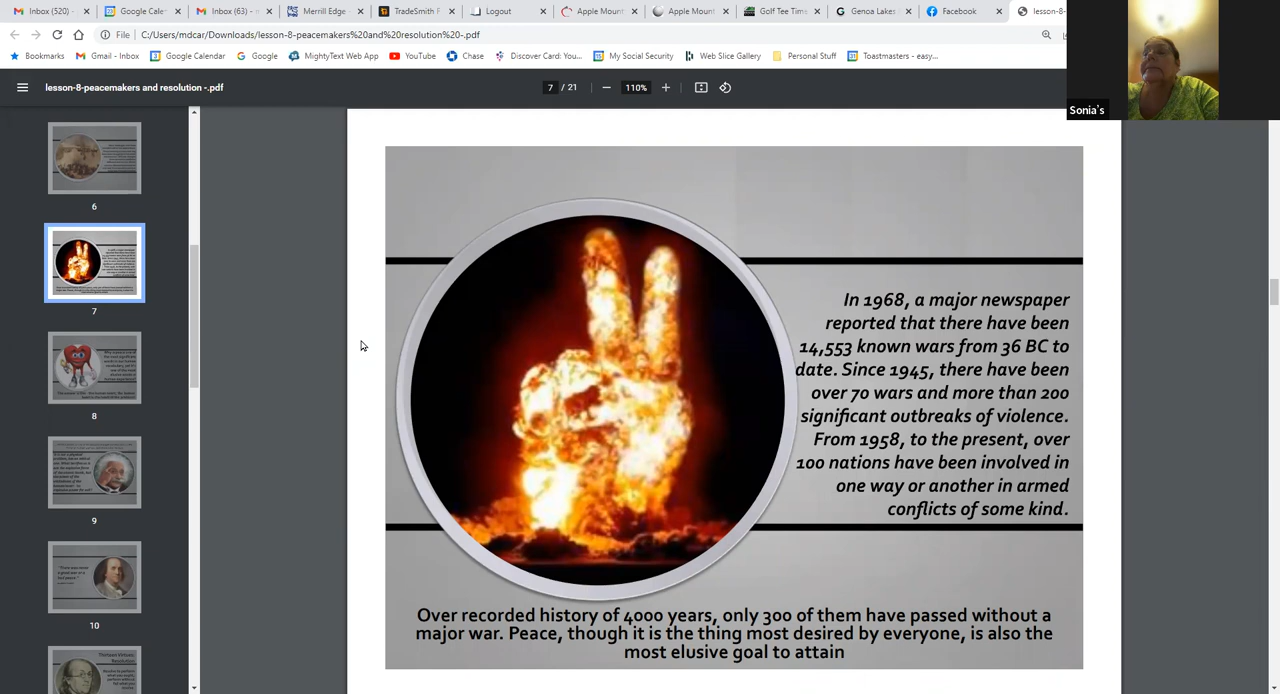 Inbox (520) -
Google Caler
Inbox (63) - m
Merrill Edge -
TradeSmith F
Logout
Apple Mount
Apple Mount
Golf Tee Time
Genoa Lakes
Facebook
lesson-8-
File
C:/Users/mdcar/Downloads/lesson-8-peacemakers%20and%20resolution%20-.pdf
Bookmarks
Gmail - Inbox
Google Calendar
Google
MightyText Web App
YouTube
Chase
Discover Card: You...
My Social Security
Web Slice Gallery
Personal Stuff
Toastmasters - easy...
lesson-8-peacemakers and resolution -.pdf
7 / 21
110%
Sonia's
6
7
8
9
10
Thirteen Virtues:
Resolution
In 1968, a major newspaper
reported that there have been
14,553 known wars from 36 BC to
date. Since 1945, there have been
over 70 wars and more than 200
significant outbreaks of violence.
From 1958, to the present, over
100 nations have been involved in
one way or another in armed
conflicts of some kind.
Over recorded history of 4000 years, only 300 of them have passed without a
major war. Peace, though it is the thing most desired by everyone, is also the
most elusive goal to attain